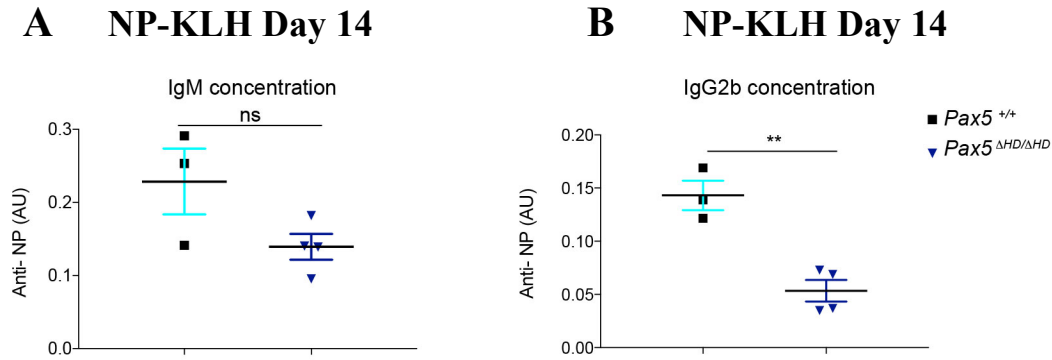 A NP-KLH Day 14
IgM concentration
ns
0.3
0.2
0.1
0.0
Anti- NP (AU)
B NP-KLH Day 14
IgG2b concentration
**
0.20
0.15
0.10
0.05
0.00
Anti- NP (AU)
Pax5 +/+
Pax5 ΔHD/ΔHD